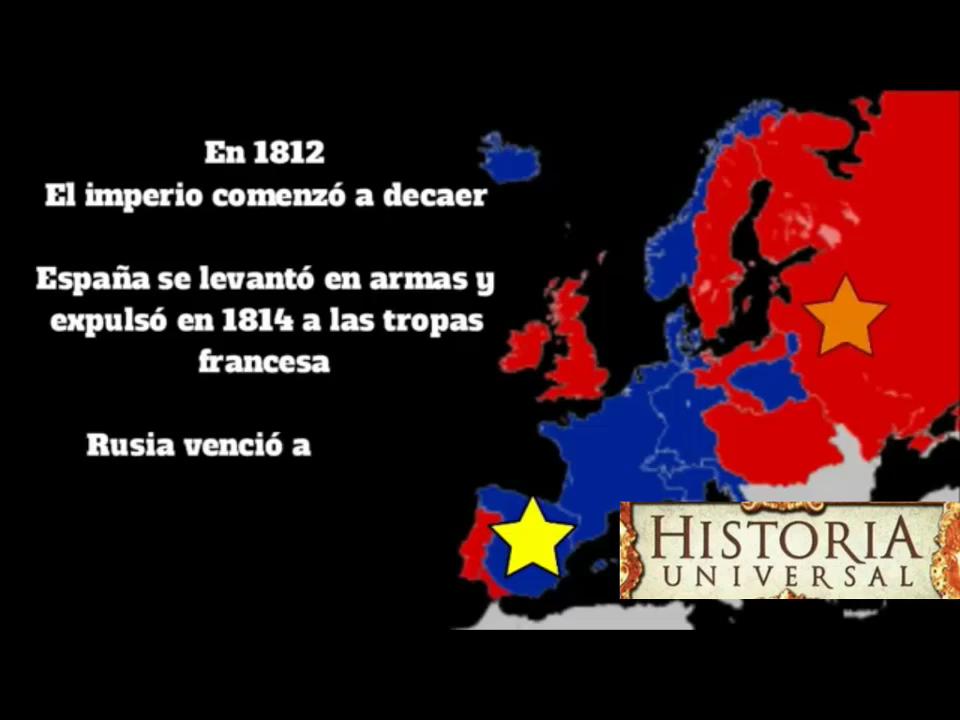 En 1812
El imperio comenzó a decaer
España se levantó en armas y
expulsó en 1814 a las tropas
francesa
Rusia venció a
HISTORIA
UNIVERSAL